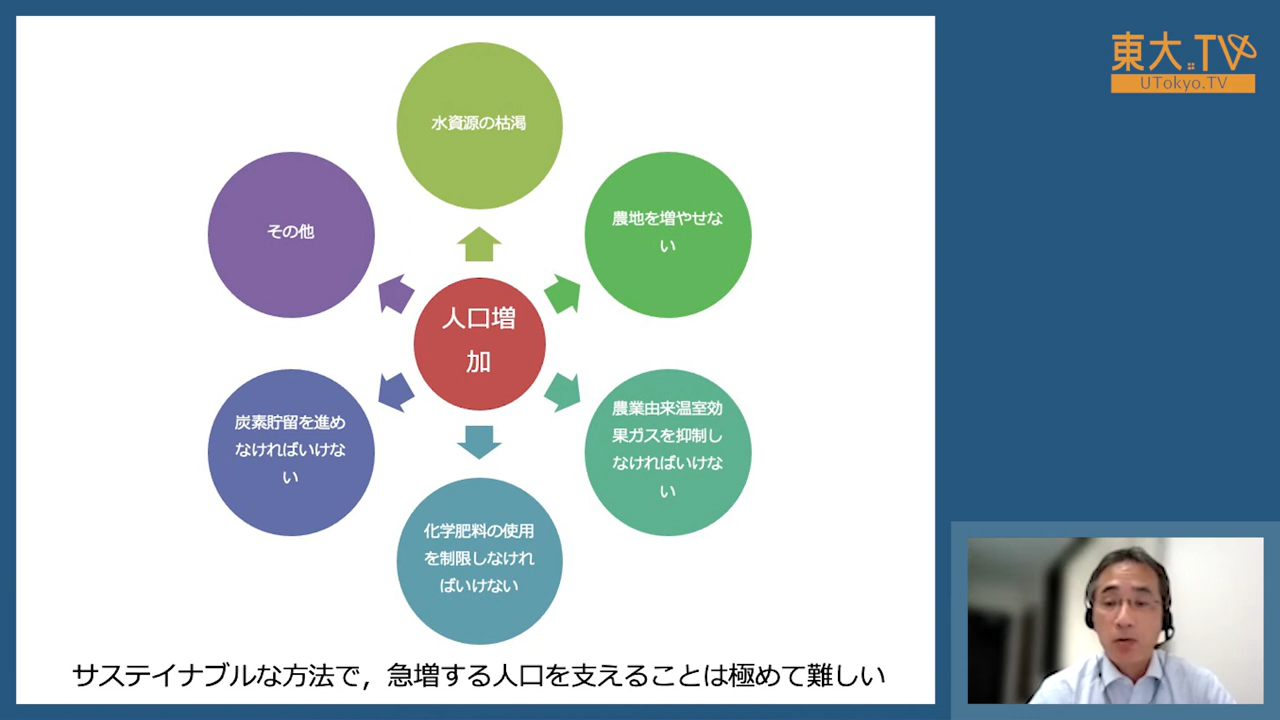 東大TV
UTokyo.TV
水資源の枯渇
その他
農地を増やせな
い
人口増
加
炭素貯留を進め
なければいけな
い
農業由来温室効
果ガスを抑制し
なければいけな
い
化学肥料の使用
を制限しなけれ
ばいけない
サステイナブルな方法で，急増する人口を支えることは極めて難しい